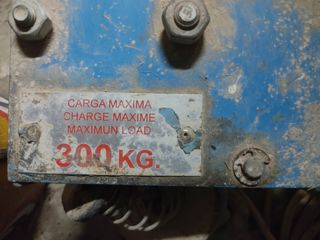 CARGA MAXIMA
CHARGE MAXIME
MAXIMUN LOAD
300 KG.